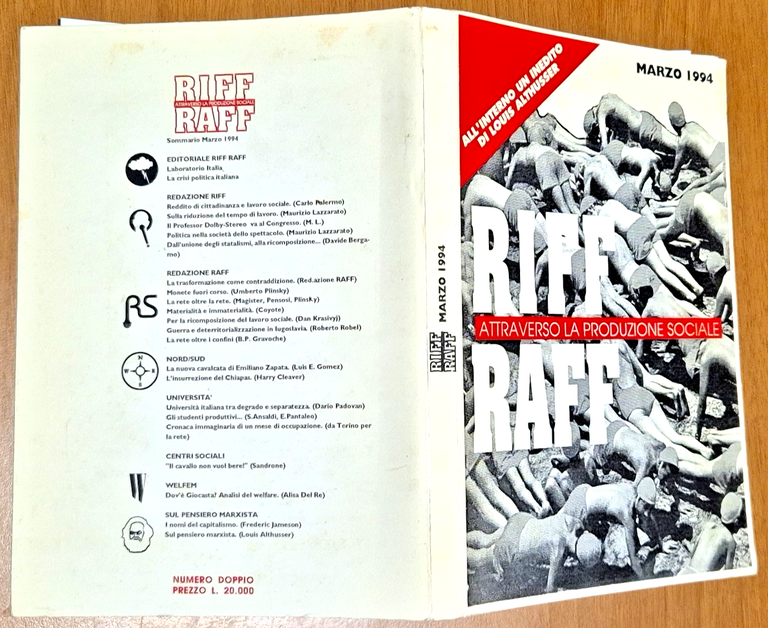 RIFF
ATTRAVERSO LA PRODUZIONE SOCIALE
RAFF
Sommario Marzo 1994
EDITORIALE RIFF RAFF
Laboratorio Italia
La crisi politica italiana
REDAZIONE RIFF
Reddito di cittadinanza e lavoro sociale. (Carlo Palermo)
Sulla riduzione del tempo di lavoro. (Maurizio Lazzarato)
Il Professor Dolby-Stereo va al Congresso. (M. L.)
Politica nella società dello spettacolo. (Maurizio Lazzarato)
Dall'unione degli statalismi, alla ricomposizione... (Davide Berga-
mo)
REDAZIONE RAFF
La trasformazione come contraddizione. (Red.azione RAFF)
Monete fuori corso. (Umberto Plinsky)
La rete oltre la rete. (Magister, Pensosi, Plinsky)
Materialità e immaterialità. (Coyote)
Per la ricomposizione del lavoro sociale. (Dan Krasivyj)
Guerra e deterritorializzazione in Iugoslavia. (Roberto Robel)
La rete oltre i confini (B.P. Gravoche)
N
W
E
S
NORD/SUD
La nuova cavalcata di Emiliano Zapata. (Luis E. Gomez)
L'insurrezione del Chiapas. (Harry Cleaver)
UNIVERSITA'
Università italiana tra degrado e separatezza. (Dario Padovan)
Gli studenti produttivi... (S.Ansaldi, E.Pantaleo)
Cronaca immaginaria di un mese di occupazione. (da Torino per
la rete)
CENTRI SOCIALI
"Il cavallo non vuol bere!" (Sandrone)
WELFEM
Dov'è Giocasta? Analisi del welfare. (Alisa Del Re)
SUL PENSIERO MARXISTA
I nomi del capitalismo. (Frederic Jameson)
Sul pensiero marxista. (Louis Althusser)
NUMERO DOPPIO
PREZZO L. 20.000
RIFF
RAFF
MARZO 1994
ALL'INTERNO UN INEDITO
DI LOUIS ALTHUSSER
MARZO 1994
RIFF
ATTRAVERSO LA PRODUZIONE SOCIALE
RAFF